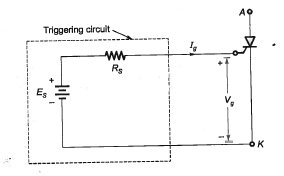 Triggering circuit
A
I_g
R_S
+
+
E_S
V_g
−
−
K